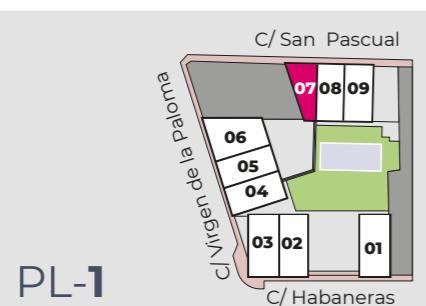 C/ San Pascual
07 08 09
C/ Virgen de la Paloma
06
05
04
03 02
01
PL-1
C/ Habaneras